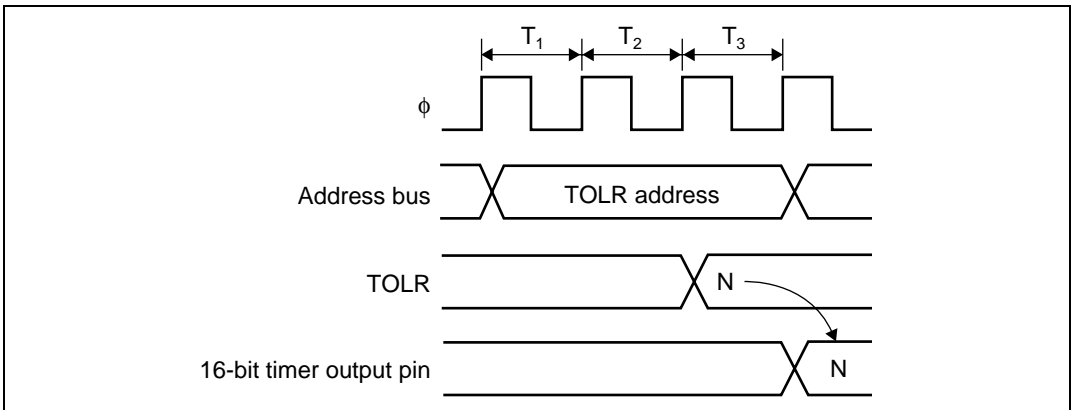 T₁ T₂ T₃
φ
Address bus TOLR address
TOLR N
16-bit timer output pin N